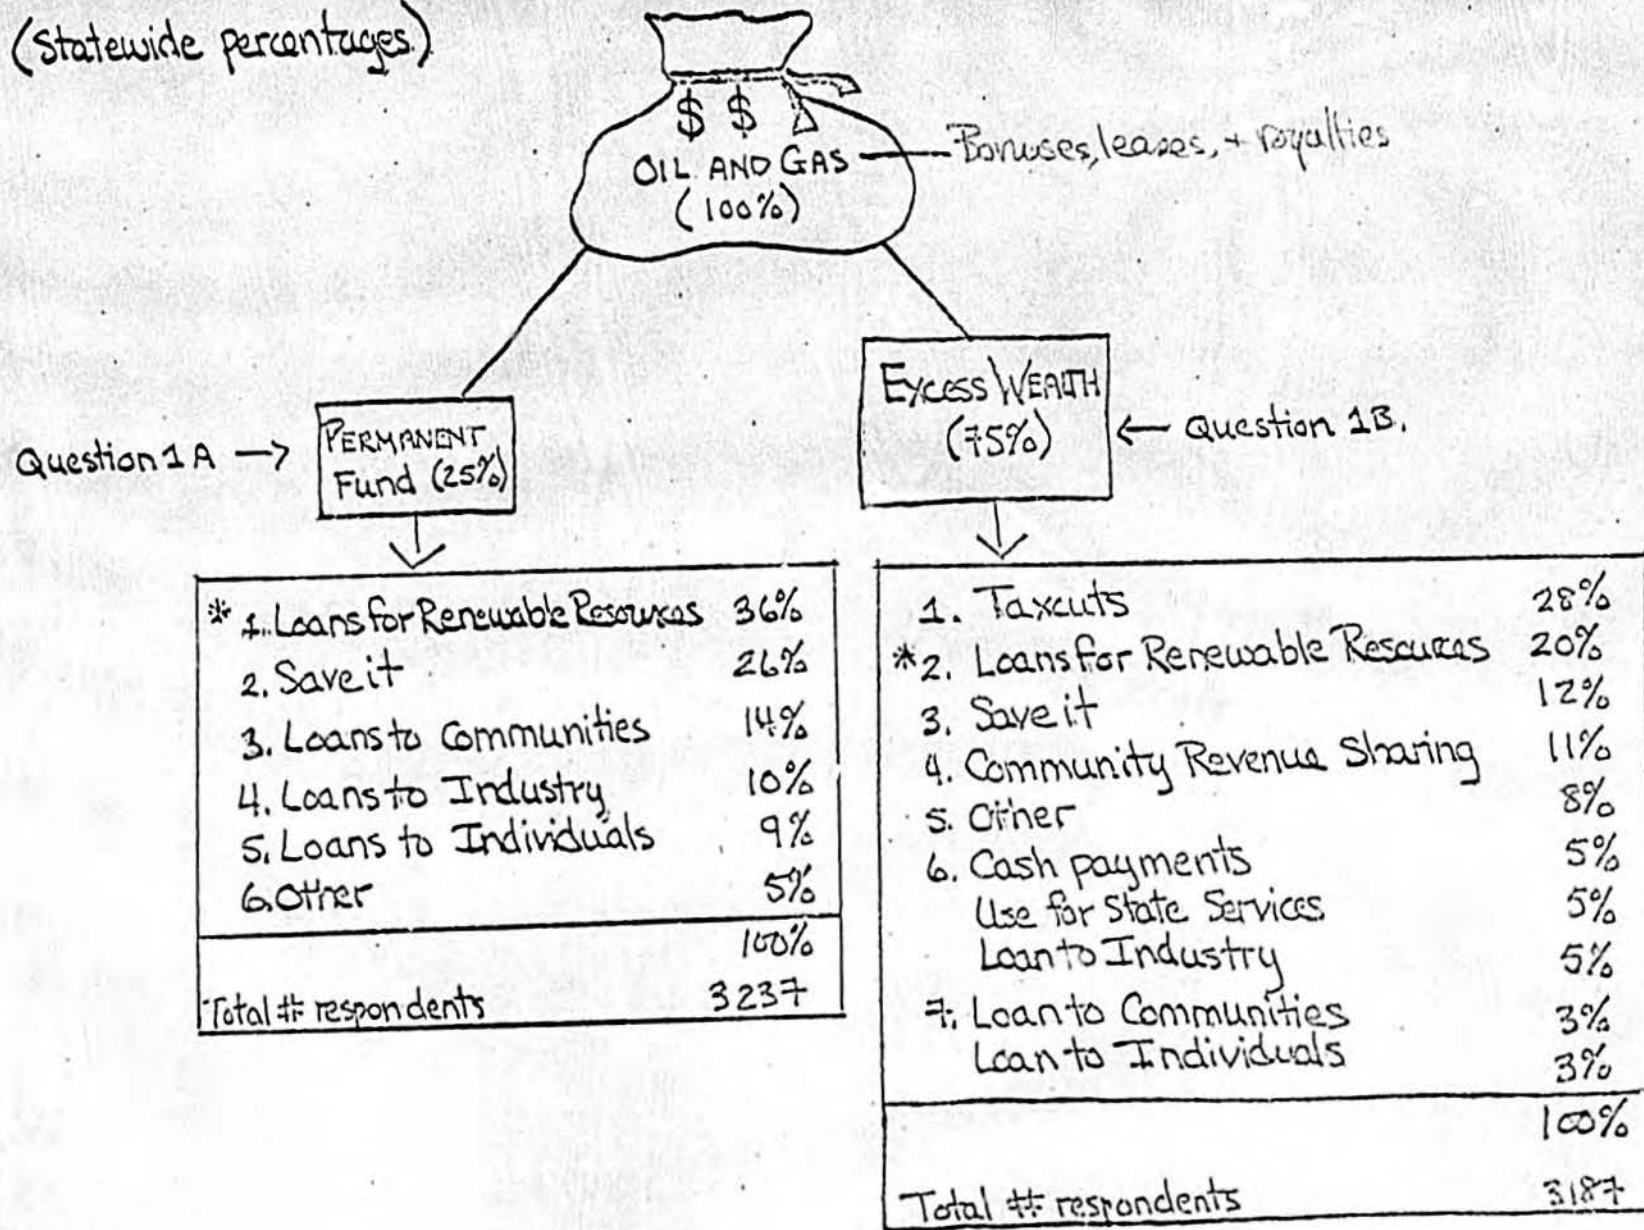 (Statewide percentages)
$ $
OIL AND GAS
(100%)
Bonuses, leases, + royalties
Question 1A →
PERMANENT
Fund (25%)
EXCESS WEALTH
(75%)
← Question 1B.
* 1. Loans for Renewable Resources 36%
2. Save it 26%
3. Loans to Communities 14%
4. Loans to Industry 10%
5. Loans to Individuals 9%
6. Other 5%
100%
Total # respondents 3237
1. Taxcuts 28%
*2. Loans for Renewable Resources 20%
3. Save it 12%
4. Community Revenue Sharing 11%
5. Other 8%
6. Cash payments 5%
Use for State Services 5%
Loan to Industry 5%
7. Loan to Communities 3%
Loan to Individuals 3%
100%
Total # respondents 3187